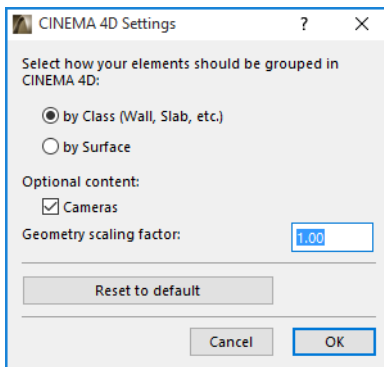 CINEMA 4D Settings
Select how your elements should be grouped in
CINEMA 4D:
by Class (Wall, Slab, etc.)
by Surface
Optional content:
Cameras
Geometry scaling factor:
1.00
Reset to default
Cancel
OK